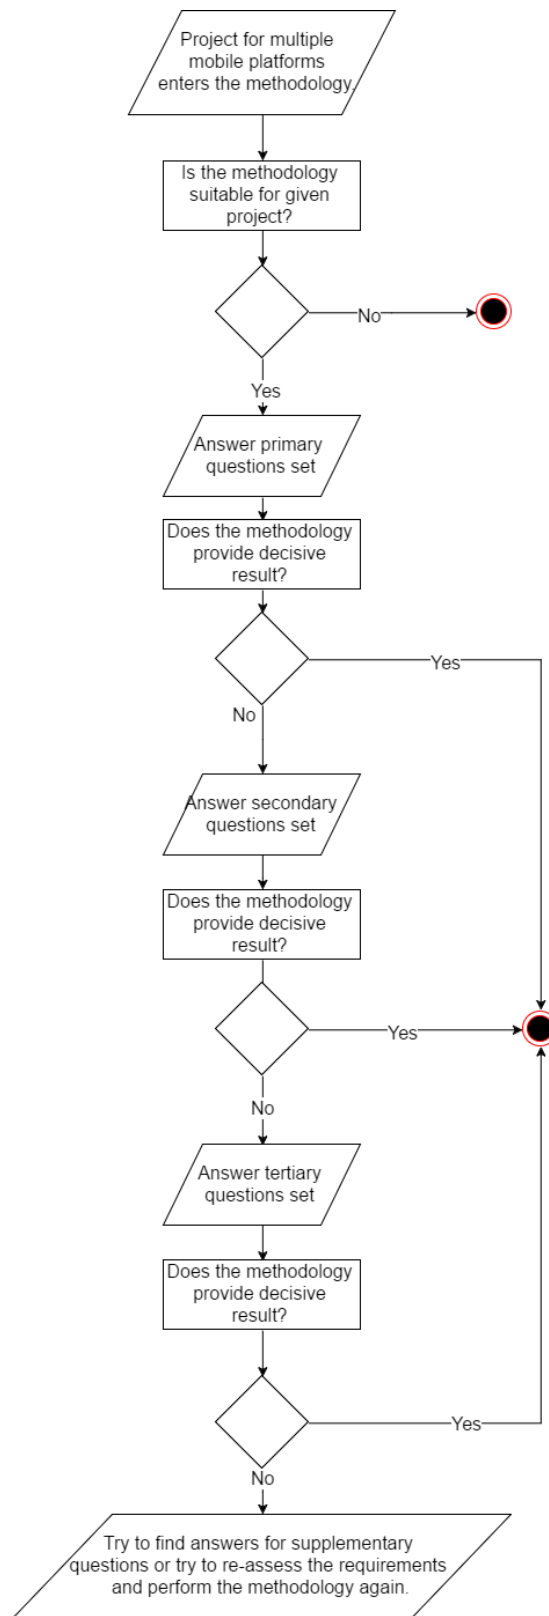 Project for multiple
mobile platforms
enters the methodology.
Is the methodology
suitable for given
project?
No
Yes
Answer primary
questions set
Does the methodology
provide decisive
result?
Yes
No
Answer secondary
questions set
Does the methodology
provide decisive
result?
Yes
No
Answer tertiary
questions set
Does the methodology
provide decisive
result?
Yes
No
Try to find answers for supplementary
questions or try to re-assess the requirements
and perform the methodology again.